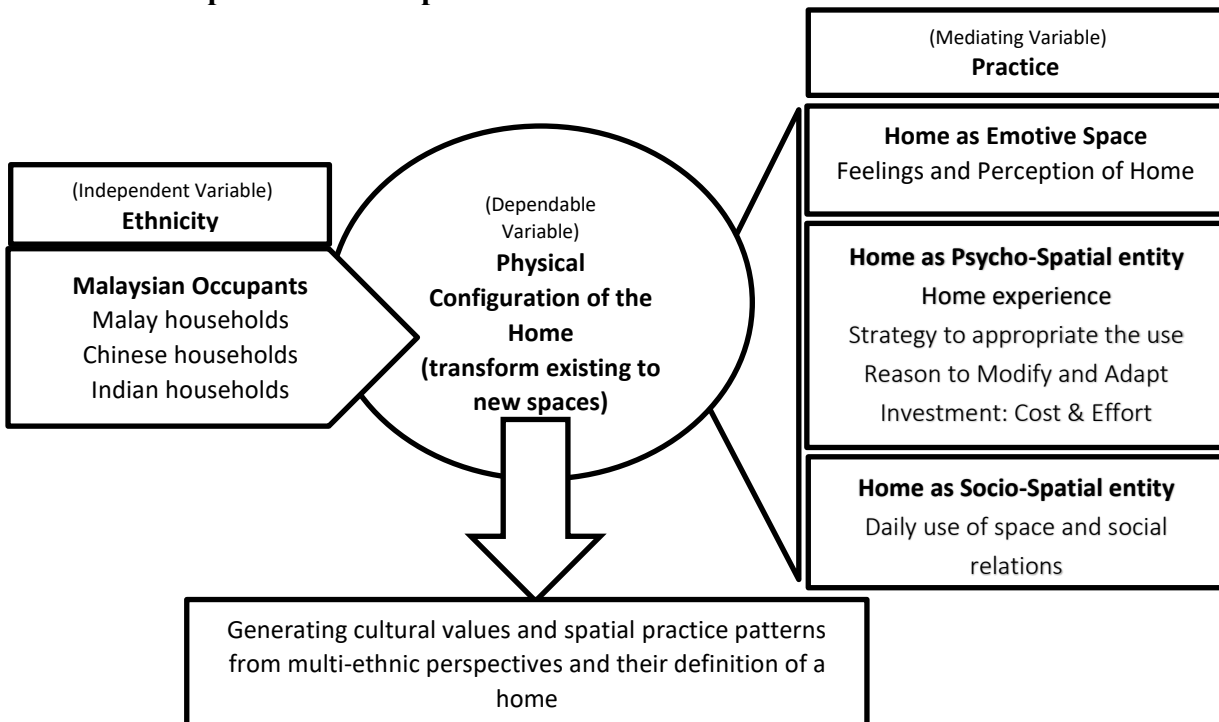 (Mediating Variable)
Practice
Home as Emotive Space
Feelings and Perception of Home
(Independent Variable)
Ethnicity
(Dependable
Variable)
Physical
Configuration of the
Home
(transform existing to
new spaces)
Malaysian Occupants
Malay households
Chinese households
Indian households
Home as Psycho-Spatial entity
Home experience
Strategy to appropriate the use
Reason to Modify and Adapt
Investment: Cost & Effort
Home as Socio-Spatial entity
Daily use of space and social
relations
Generating cultural values and spatial practice patterns
from multi-ethnic perspectives and their definition of a
home